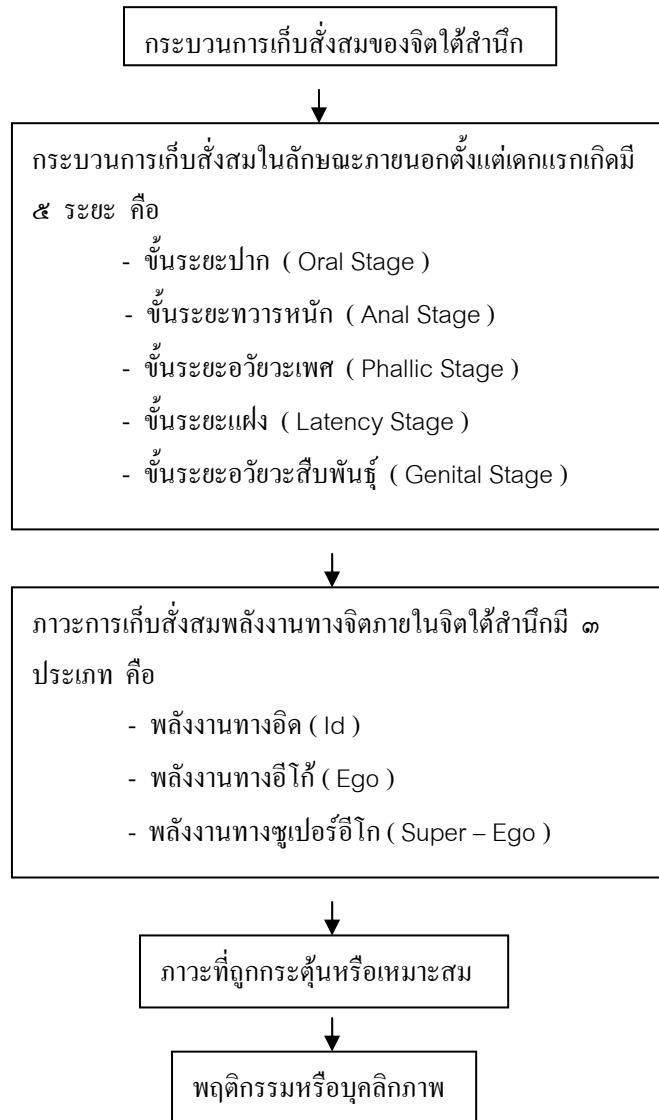 กระบวนการเก็บสั่งสมของจิตใต้สำนึก
กระบวนการเก็บสั่งสมในลักษณะภายนอกตั้งแต่เดกแรกเกิดมี
๕ ระยะ คือ
- ขั้นระยะปาก ( Oral Stage )
- ขั้นระยะทวารหนัก ( Anal Stage )
- ขั้นระยะอวัยวะเพศ ( Phallic Stage )
- ขั้นระยะแฝง ( Latency Stage )
- ขั้นระยะอวัยวะสืบพันธุ์ ( Genital Stage )
ภาวะการเก็บสั่งสมพลังงานทางจิตภายในจิตใต้สำนึกมี ๓
ประเภท คือ
- พลังงานทางอิด ( Id )
- พลังงานทางอีโก้ ( Ego )
- พลังงานทางซูเปอร์อีโก ( Super – Ego )
ภาวะที่ถูกกระตุ้นหรือเหมาะสม
พฤติกรรมหรือบุคลิกภาพ